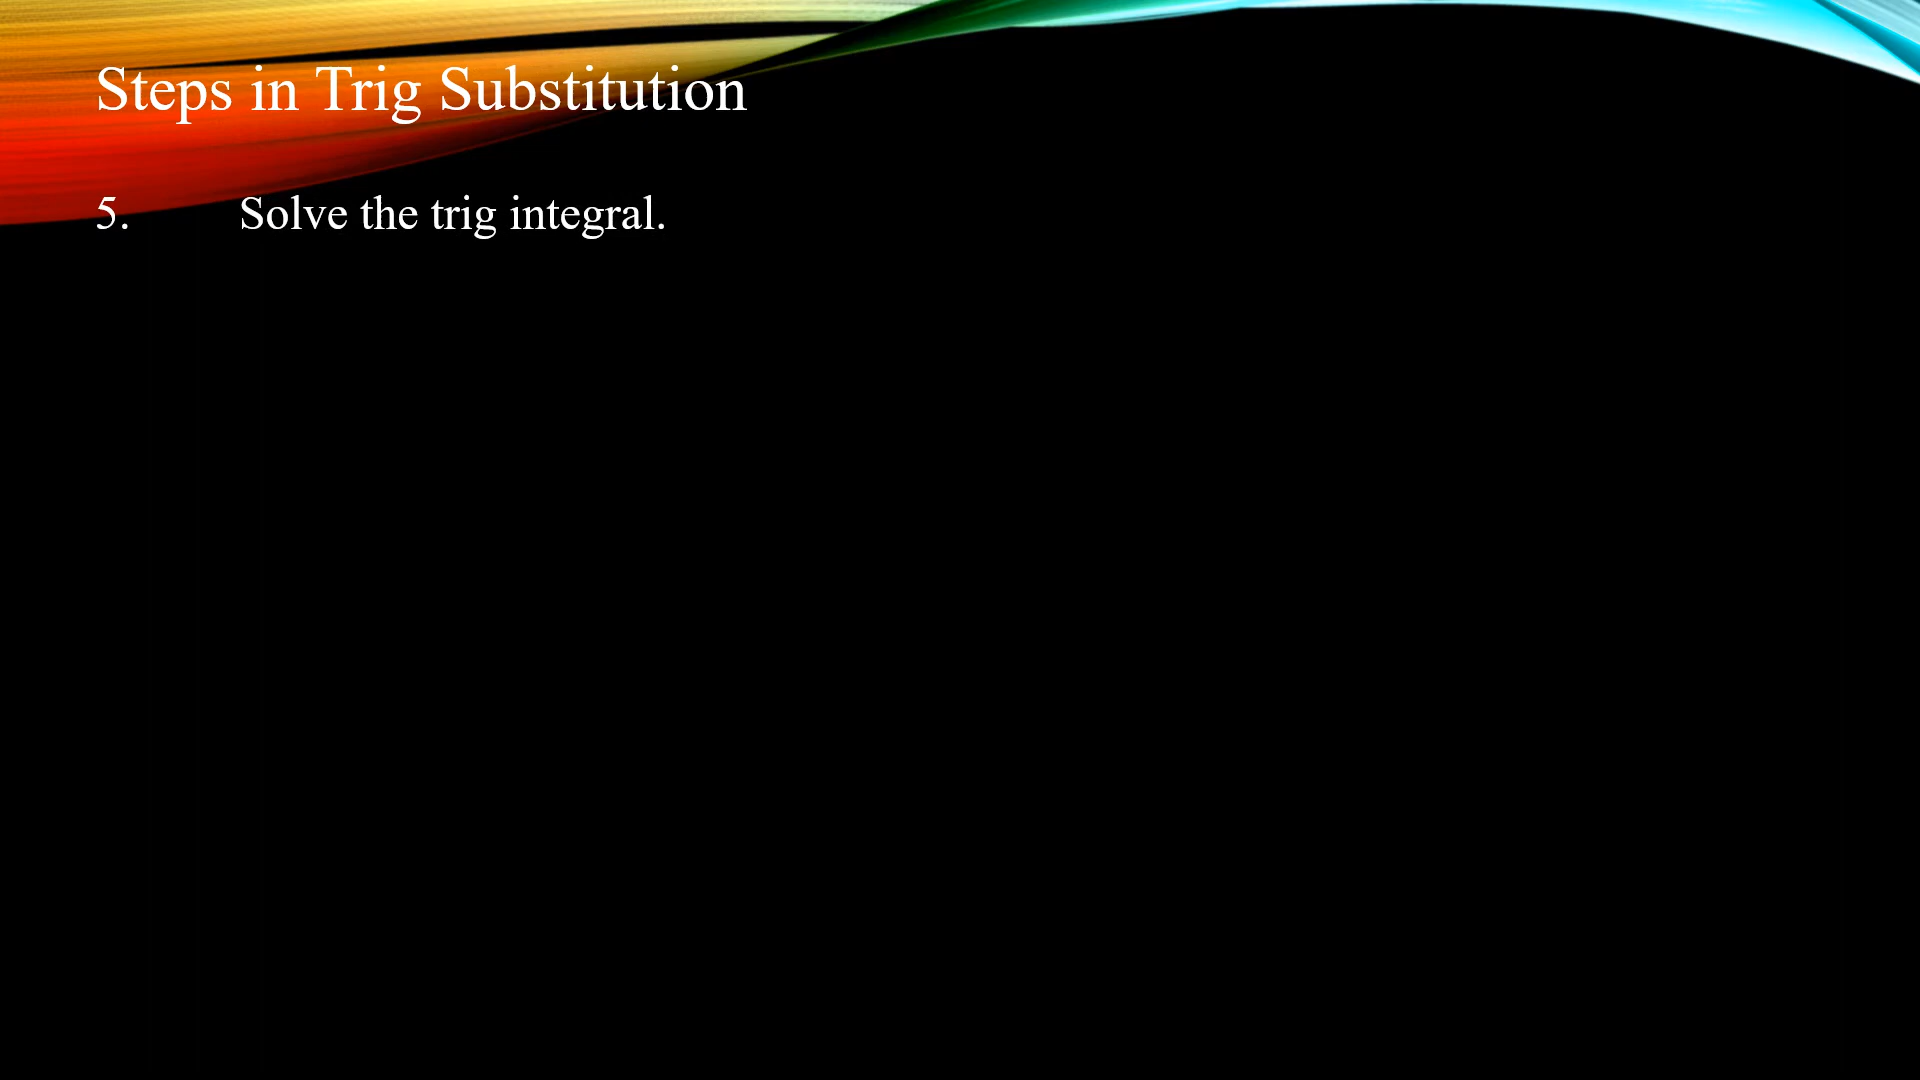 Steps in Trig Substitution
5. Solve the trig integral.